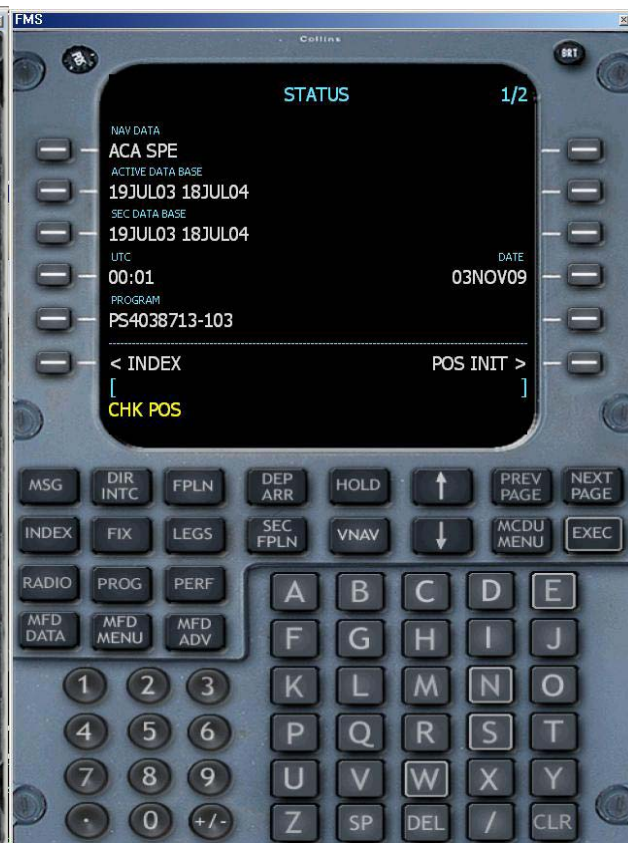 FMS
Collins
BRT
STATUS 1/2
NAV DATA
ACA SPE
ACTIVE DATA BASE
19JUL03 18JUL04
SEC DATA BASE
19JUL03 18JUL04
UTC DATE
00:01 03NOV09
PROGRAM
PS4038713-103
< INDEX POS INIT >
[ ]
CHK POS
MSG DIR INTC FPLN DEP ARR HOLD ↑ PREV PAGE NEXT PAGE
INDEX FIX LEGS SEC FPLN VNAV ↓ MCDU MENU EXEC
RADIO PROG PERF
MFD DATA MFD MENU MFD ADV
A B C D E
F G H I J
1 2 3 K L M N O
4 5 6 P Q R S T
7 8 9 U V W X Y
. 0 +/- Z SP DEL / CLR